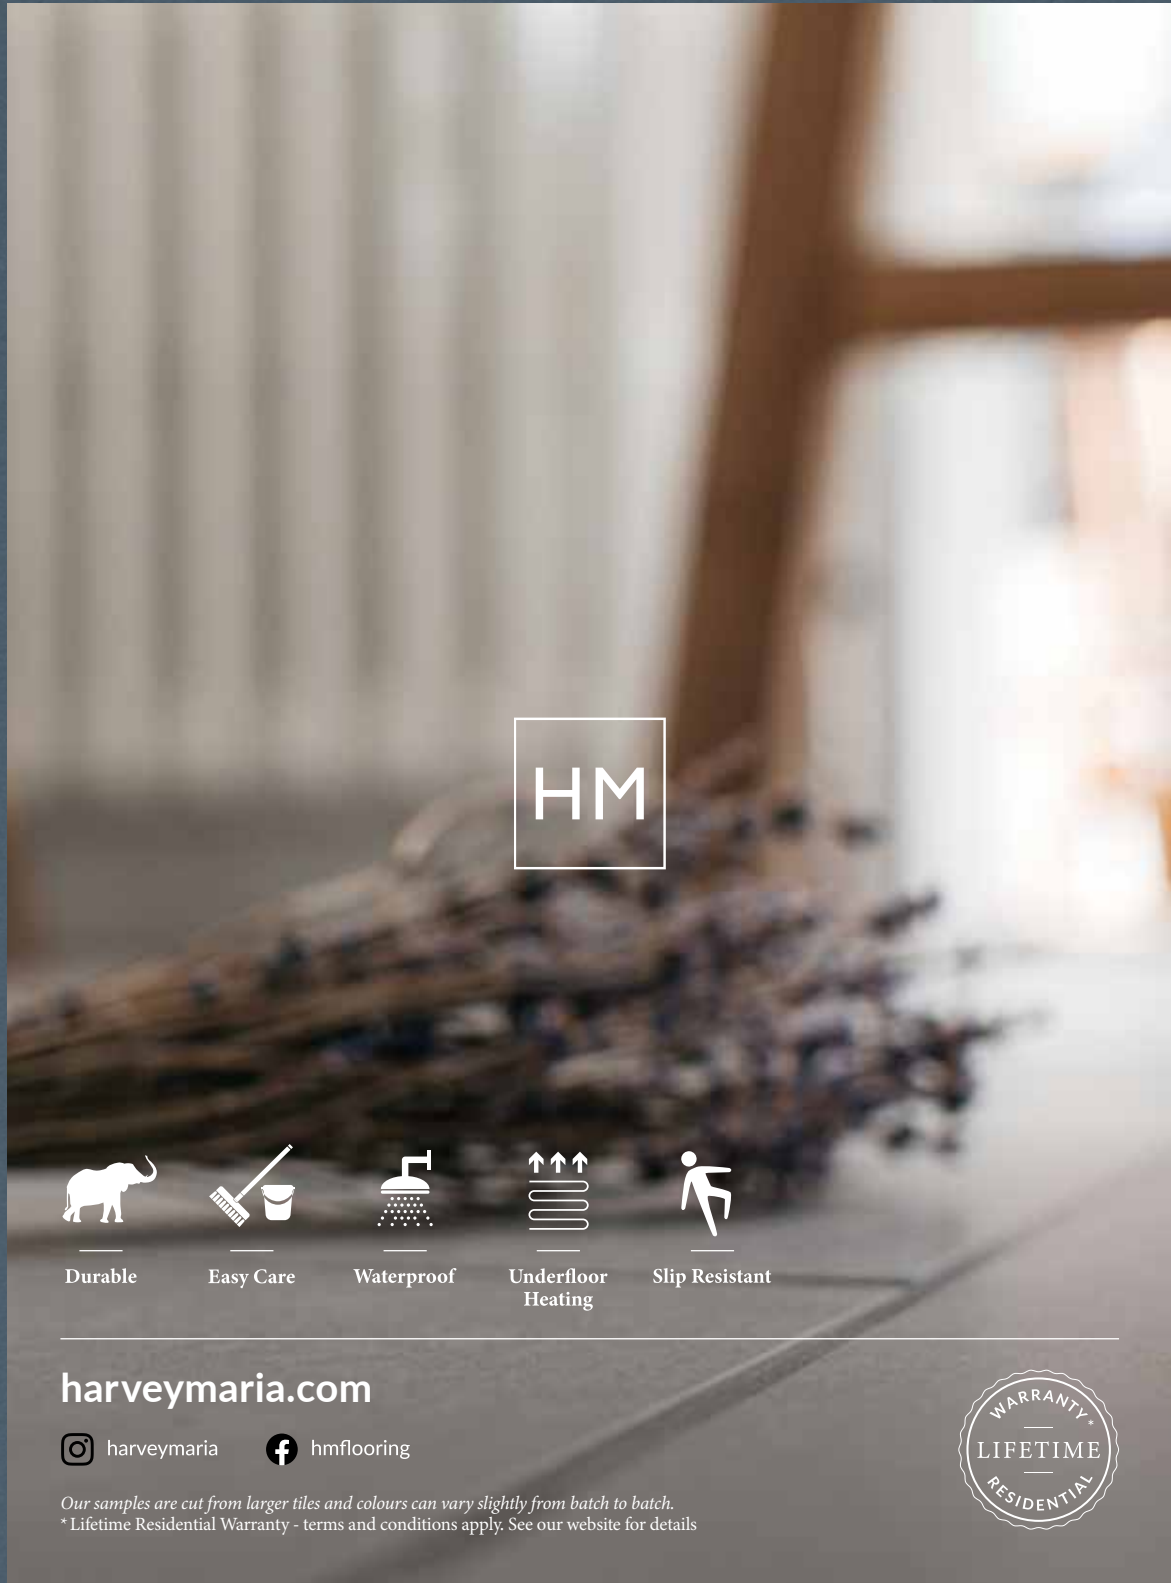 HM
Durable
Easy Care
Waterproof
Underfloor
Heating
Slip Resistant
harveymaria.com
harveymaria
hmflooring
Our samples are cut from larger tiles and colours can vary slightly from batch to batch.
* Lifetime Residential Warranty - terms and conditions apply. See our website for details
WARRANTY*
LIFETIME
RESIDENTIAL